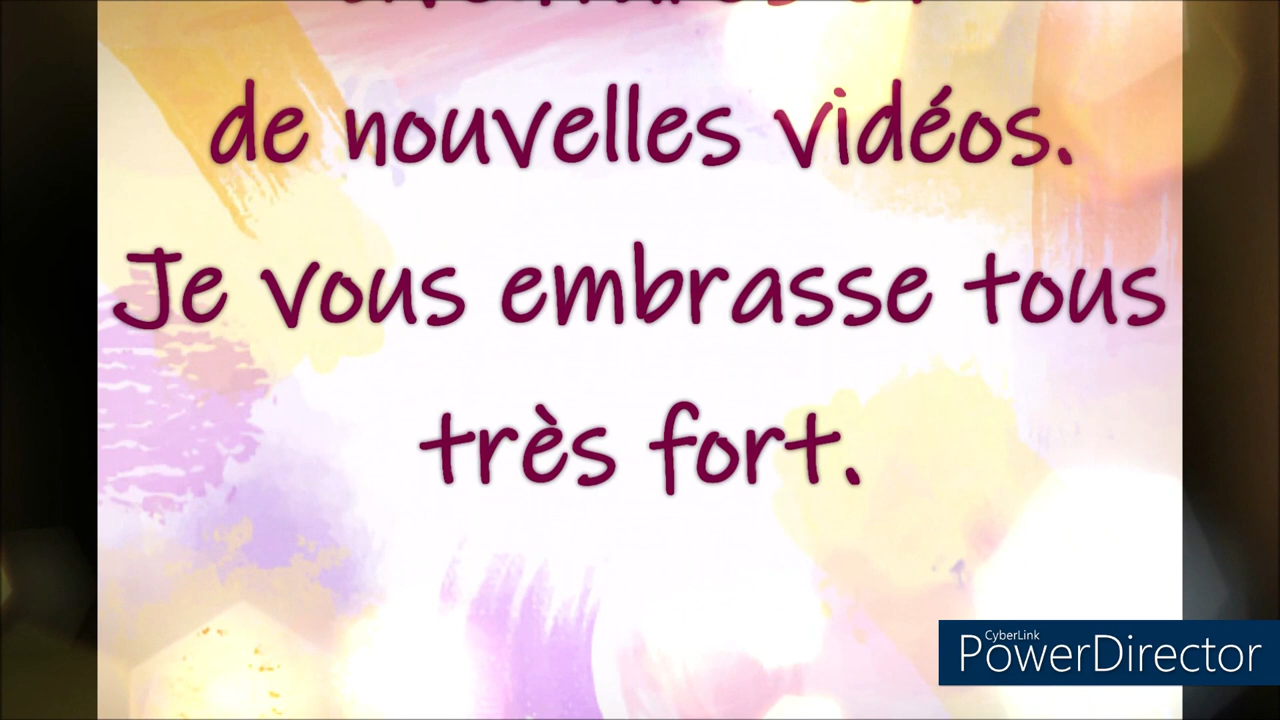 de nouvelles vidéos.
Je vous embrasse tous
très fort.
CyberLink
PowerDirector